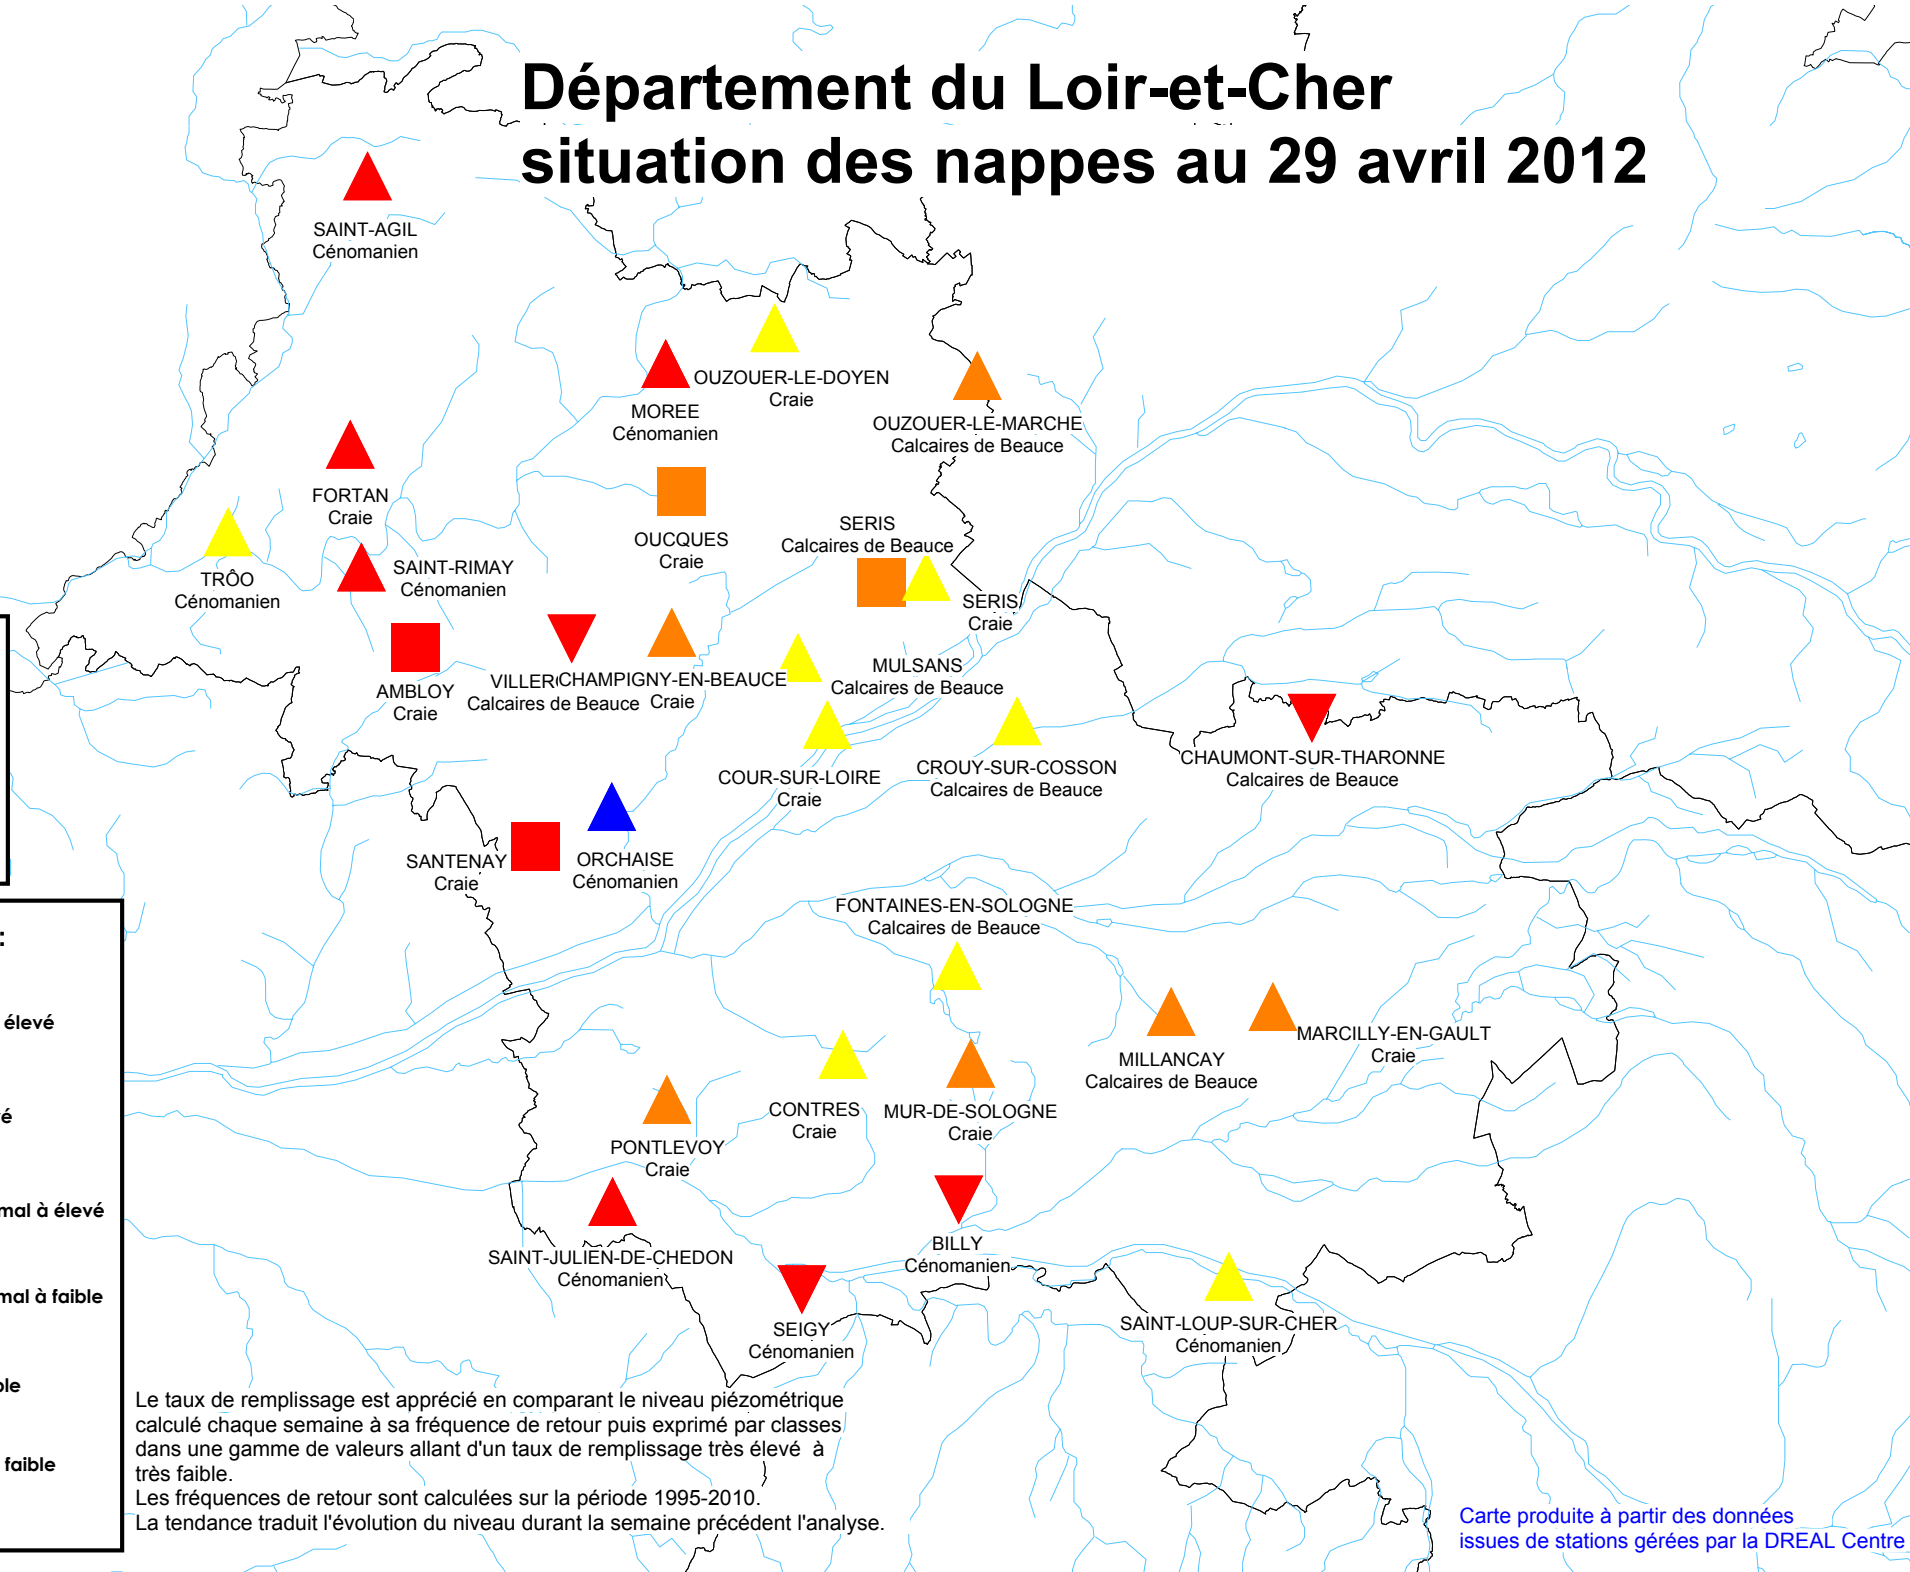 Département du Loir-et-Cher
situation des nappes au 29 avril 2012
SAINT-AGIL
Cénomanien
OUZOUER-LE-DOYEN
Craie
MOREE
Cénomanien
OUZOUER-LE-MARCHE
Calcaires de Beauce
FORTAN
Craie
OUCQUES
Craie
SERIS
Calcaires de Beauce
TRÔO
Cénomanien
SAINT-RIMAY
Cénomanien
SERIS
Craie
AMBLOY
Craie
Calcaires de Beauce
CHAMPIGNY-EN-BEAUCE
Craie
MULSANS
Calcaires de Beauce
COUR-SUR-LOIRE
Craie
CROUY-SUR-COSSON
Calcaires de Beauce
CHAUMONT-SUR-THARONNE
Calcaires de Beauce
SANTENAY
Craie
ORCHAISE
Cénomanien
FONTAINES-EN-SOLOGNE
Calcaires de Beauce
MILLANCAY
Calcaires de Beauce
MARCILLY-EN-GAULT
Craie
CONTRES
Craie
MUR-DE-SOLOGNE
Craie
PONTLEVOY
Craie
SAINT-JULIEN-DE-CHEDON
Cénomanien
BILLY
Cénomanien
SEIGY
Cénomanien
SAINT-LOUP-SUR-CHER
Cénomanien
:
élevé
mal à élevé
mal à faible
faible
Le taux de remplissage est apprécié en comparant le niveau piézométrique
calculé chaque semaine à sa fréquence de retour puis exprimé par classes
dans une gamme de valeurs allant d'un taux de remplissage très élevé à
très faible.
Les fréquences de retour sont calculées sur la période 1995-2010.
La tendance traduit l'évolution du niveau durant la semaine précédent l'analyse.
Carte produite à partir des données
issues de stations gérées par la DREAL Centre